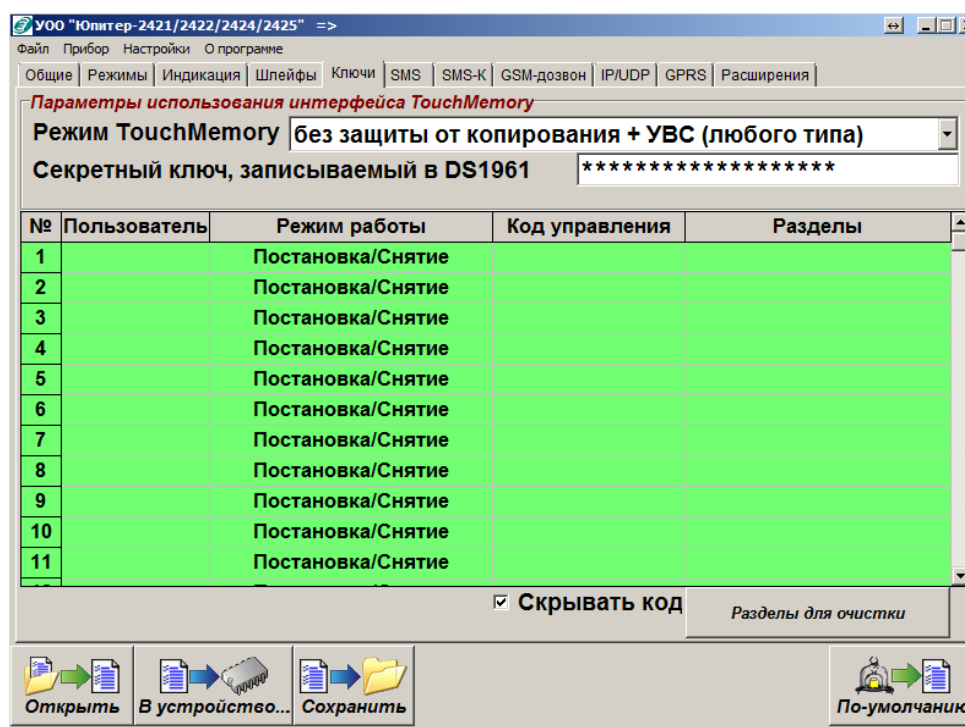 УОО "Юпитер-2421/2422/2424/2425" =>
Файл Прибор Настройки О программе
Общие Режимы Индикация Шлейфы Ключи SMS SMS-К GSM-дозвон IP/UDP GPRS Расширения
Параметры использования интерфейса TouchMemory
Режим TouchMemory без защиты от копирования + УВС (любого типа)
Секретный ключ, записываемый в DS1961 *******************
№ Пользователь Режим работы Код управления Разделы
1 Постановка/Снятие
2 Постановка/Снятие
3 Постановка/Снятие
4 Постановка/Снятие
5 Постановка/Снятие
6 Постановка/Снятие
7 Постановка/Снятие
8 Постановка/Снятие
9 Постановка/Снятие
10 Постановка/Снятие
11 Постановка/Снятие
Скрывать код Разделы для очистки
Открыть В устройство... Сохранить По-умолчанию